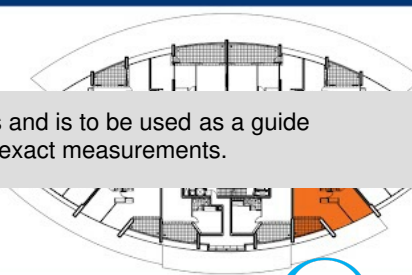 s and is to be used as a guide
exact measurements.